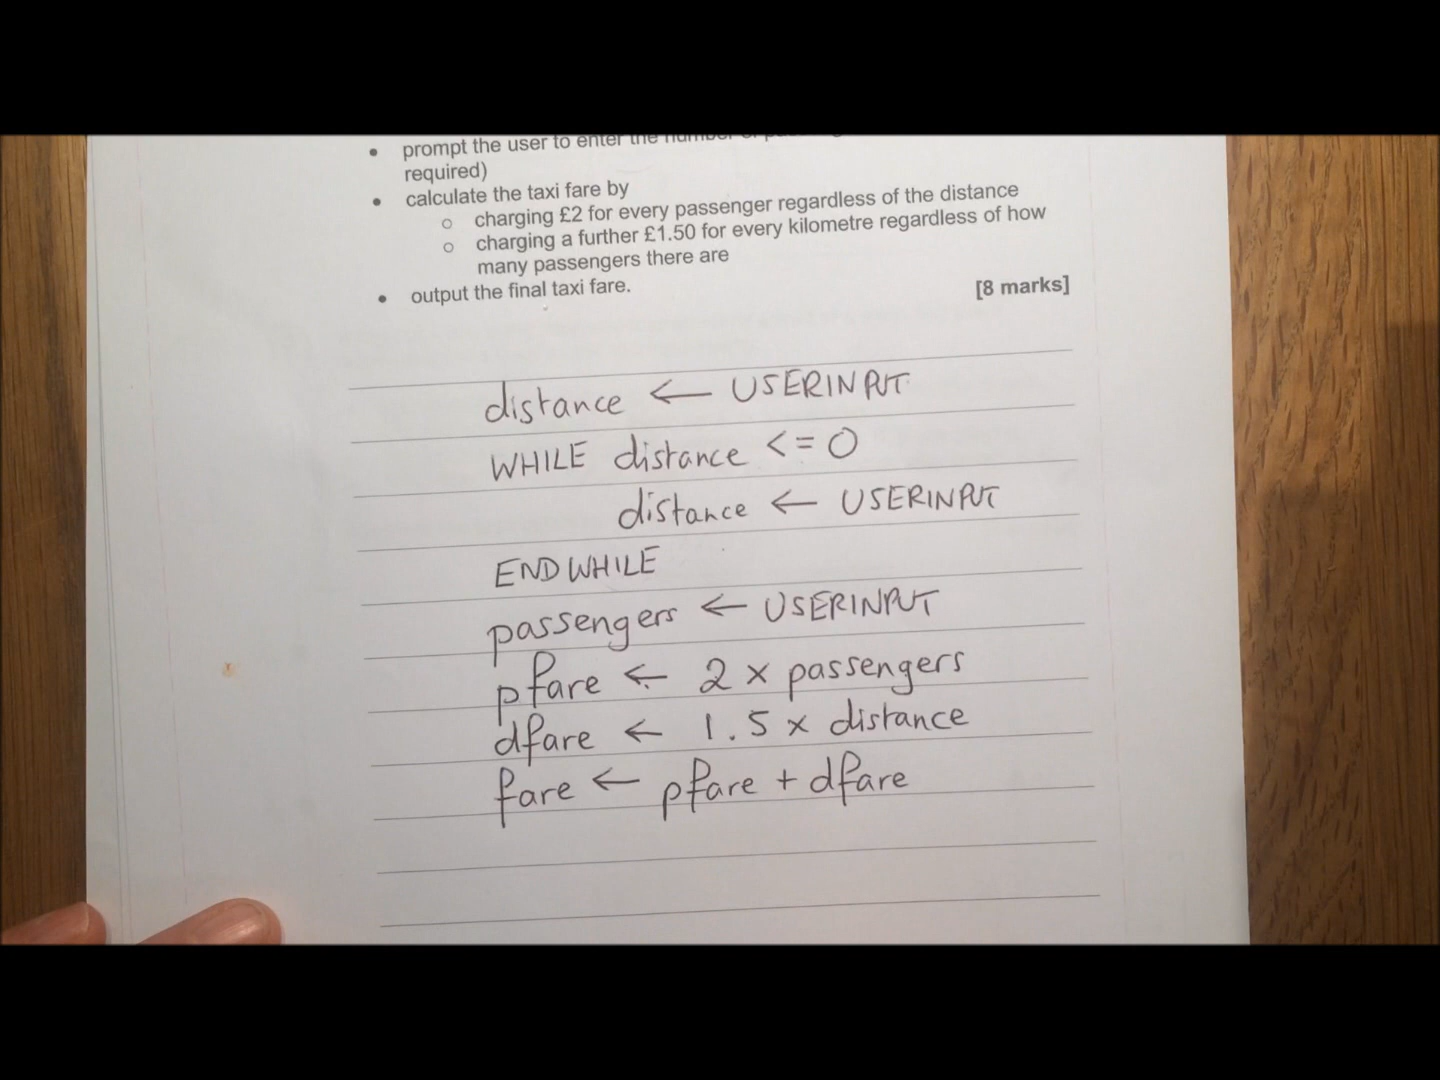 prompt the user to enter the number of
required)
calculate the taxi fare by
charging £2 for every passenger regardless of the distance
charging a further £1.50 for every kilometre regardless of how
many passengers there are
output the final taxi fare.
[8 marks]
distance ← USERINPUT
WHILE distance <= 0
distance ← USERINPUT
ENDWHILE
passengers ← USERINPUT
pfare ← 2 x passengers
dfare ← 1.5 x distance
fare ← pfare + dfare